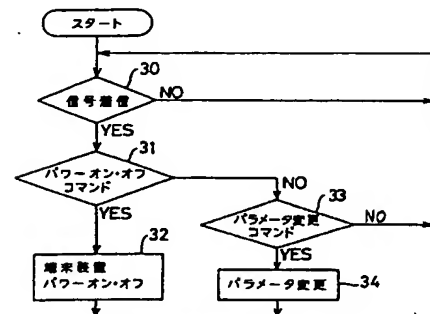 スタート
30
信号着信
NO
YES
31
パワーオン・オフ
コマンド
NO
YES
33
パラメータ変更
コマンド
NO
YES
32
端末装置
パワーオン・オフ
34
パラメータ変更